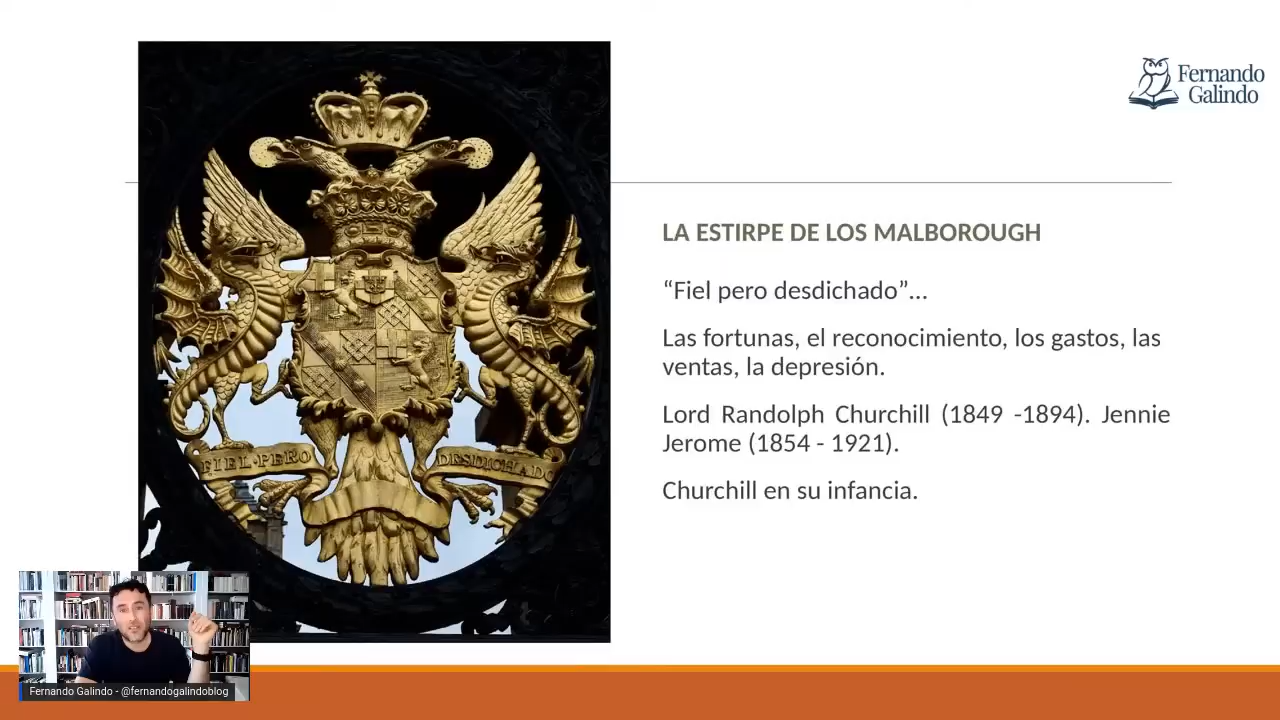 Fernando
Galindo
LA ESTIRPE DE LOS MALBOROUGH
“Fiel pero desdichado”...
Las fortunas, el reconocimiento, los gastos, las
ventas, la depresión.
Lord Randolph Churchill (1849 -1894). Jennie
Jerome (1854 - 1921).
Churchill en su infancia.
FIEL·PERO
DESDICHADO
Fernando Galindo - @fernandogalindoblog